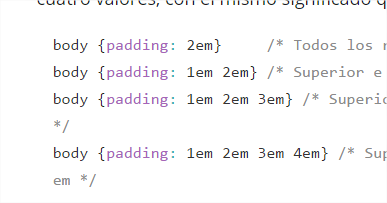 cuatro valores, con el mismo significado
body {padding: 2em} /* Todos los
body {padding: 1em 2em} /* Superior e
body {padding: 1em 2em 3em} /* Superio
*/
body {padding: 1em 2em 3em 4em} /* Sup
em */